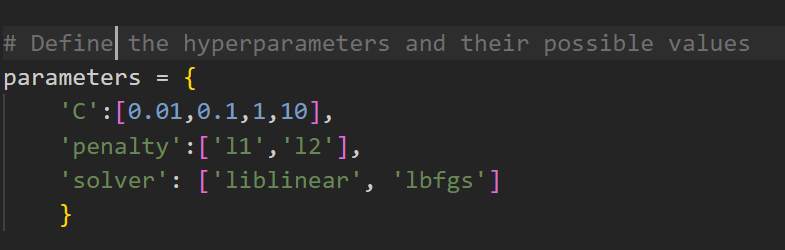 # Define the hyperparameters and their possible values
parameters = {
    'C':[0.01,0.1,1,10],
    'penalty':['l1','l2'],
    'solver': ['liblinear', 'lbfgs']
    }